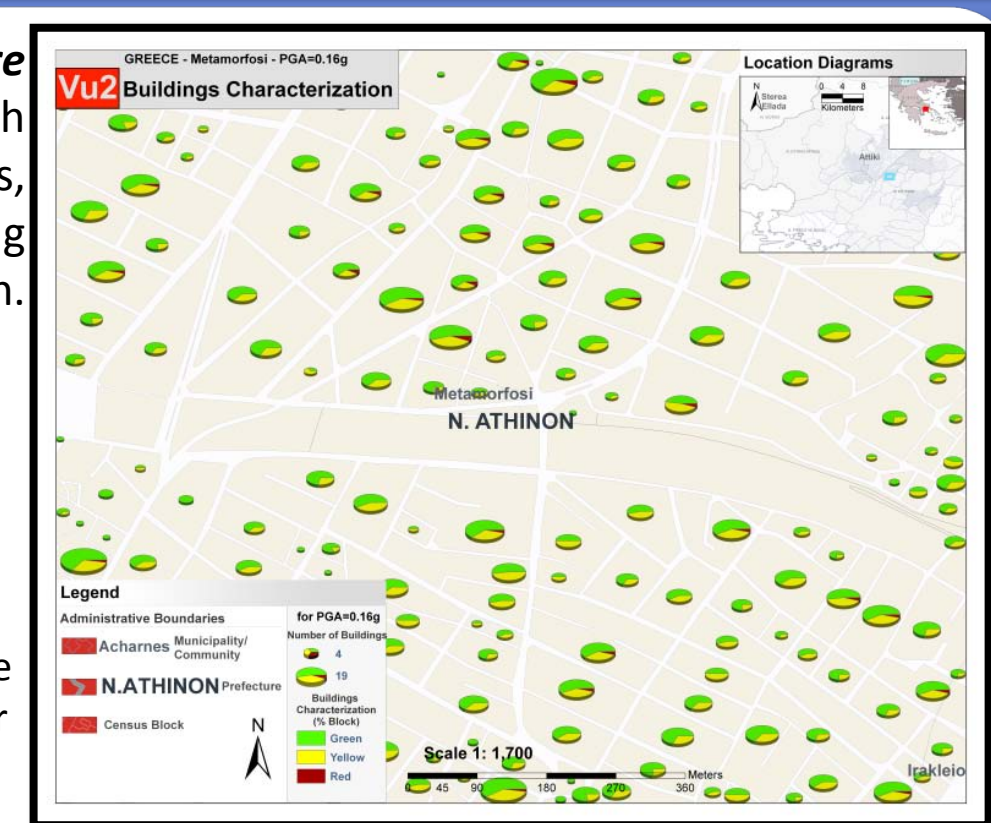 re
h
s,
g
n.
e
r
GREECE - Metamorfosi - PGA=0.16g
Vu2 Buildings Characterization
Location Diagrams
N
0 4 8
Kilometers
Sterea
Ellada
Attiki
Metamorfosi
N. ATHINON
Irakleio
Legend
Administrative Boundaries
Acharnes Municipality/
Community
N.ATHINON Prefecture
Census Block
N
for PGA=0.16g
Number of Buildings
4
19
Buildings
Characterization
(% Block)
Green
Yellow
Red
Scale 1: 1,700
0 45 90 180 270 360 Meters